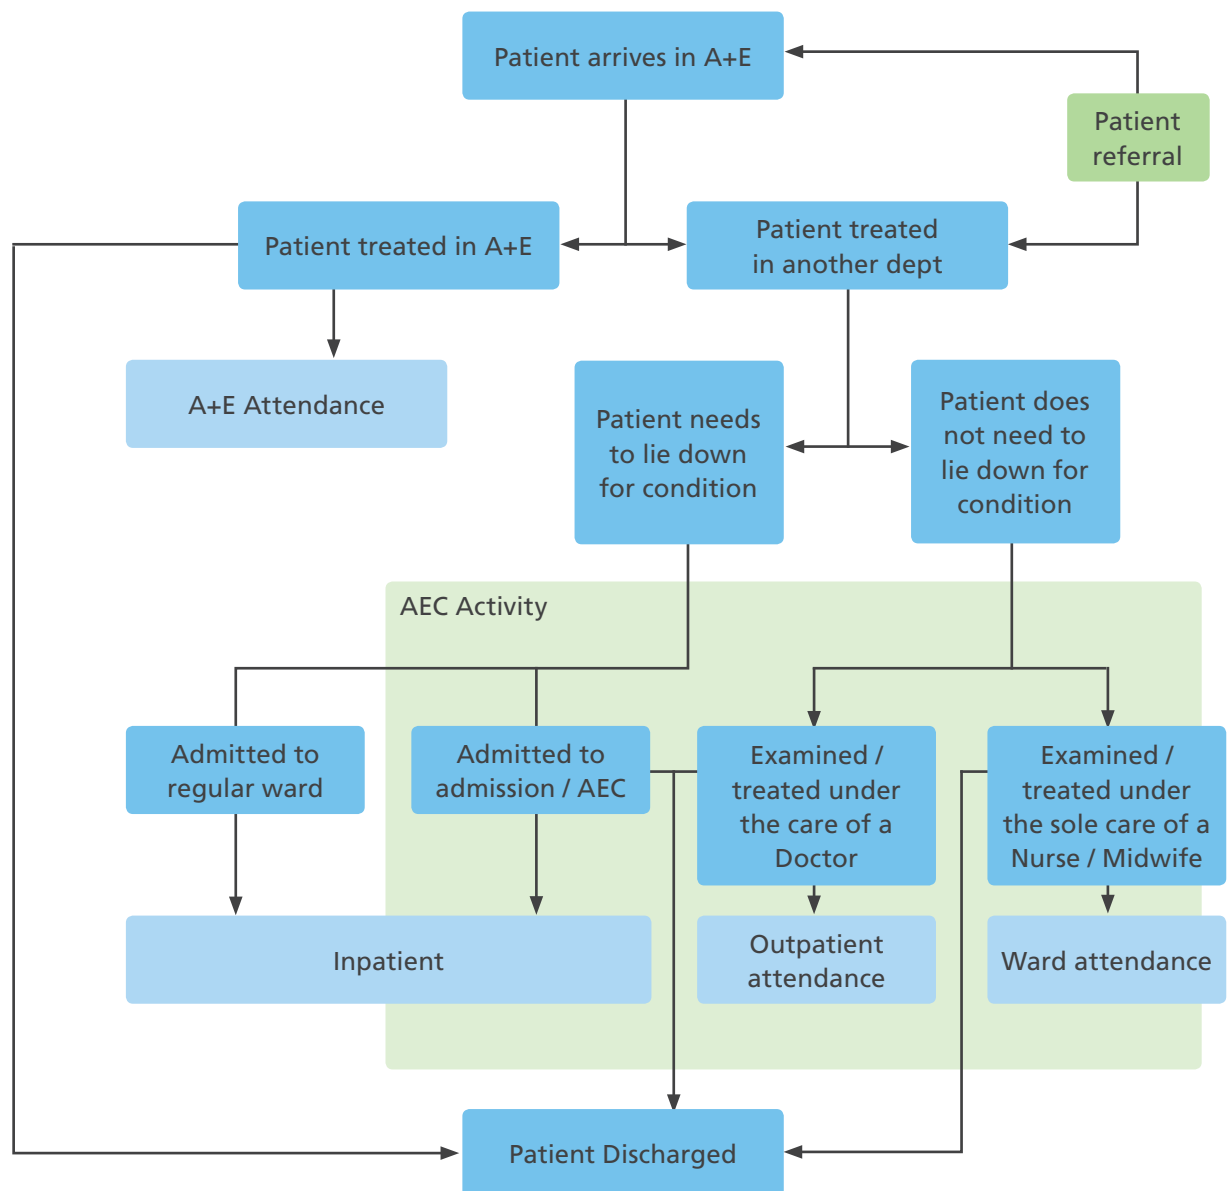 Patient arrives in A+E
Patient
referral
Patient treated in A+E
Patient treated
in another dept
A+E Attendance
Patient needs
to lie down
for condition
Patient does
not need to
lie down for
condition
AEC Activity
Admitted to
regular ward
Admitted to
admission / AEC
Examined /
treated under
the care of a
Doctor
Examined /
treated under
the sole care of a
Nurse / Midwife
Inpatient
Outpatient
attendance
Ward attendance
Patient Discharged